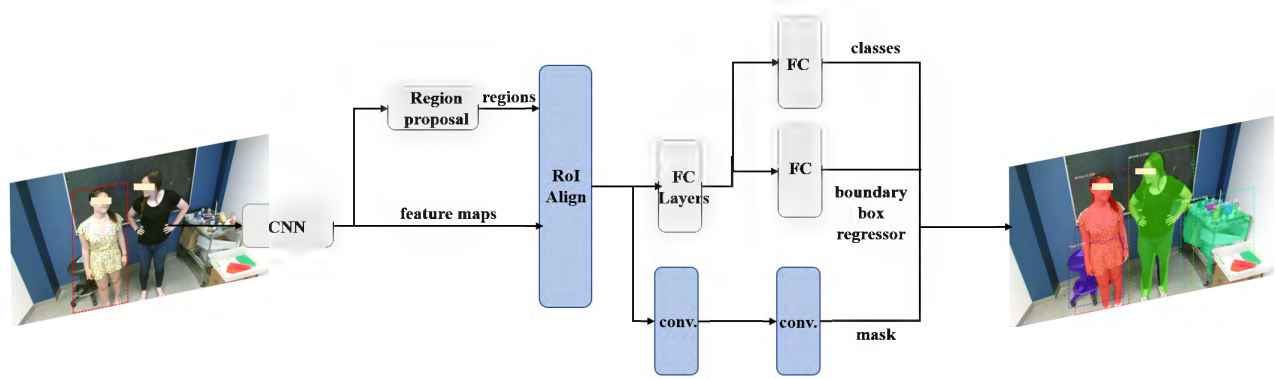 Region
proposal
regions
CNN
feature maps
RoI
Align
FC
Layers
FC
classes
FC
boundary
box
regressor
conv.
conv.
mask